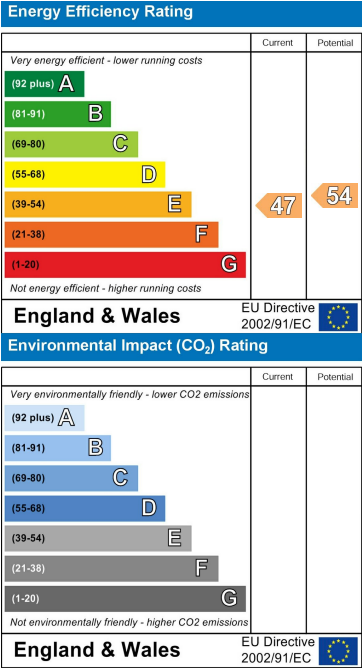 Energy Efficiency Rating
Current Potential
Very energy efficient - lower running costs
(92 plus) A
(81-91) B
(69-80) C
(55-68) D
(39-54) E
47 54
(21-38) F
(1-20) G
Not energy efficient - higher running costs
England & Wales
EU Directive
2002/91/EC
Environmental Impact (CO₂) Rating
Current Potential
Very environmentally friendly - lower CO2 emissions
(92 plus) A
(81-91) B
(69-80) C
(55-68) D
(39-54) E
(21-38) F
(1-20) G
Not environmentally friendly - higher CO2 emissions
England & Wales
EU Directive
2002/91/EC